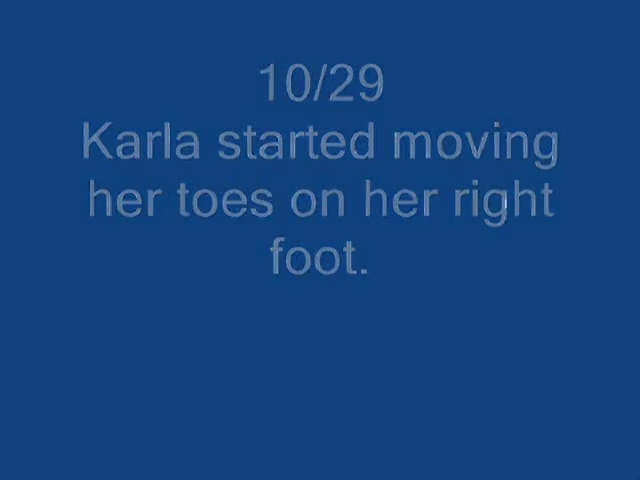 10/29
Karla started moving
her toes on her right
foot.